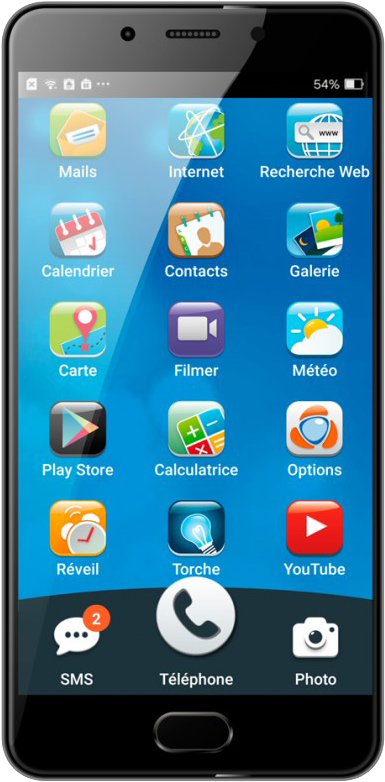 54%
Mails Internet Recherche Web
www
Calendrier Contacts Galerie
Carte Filmer Météo
Play Store Calculatrice Options
Réveil Torche YouTube
2
SMS Téléphone Photo